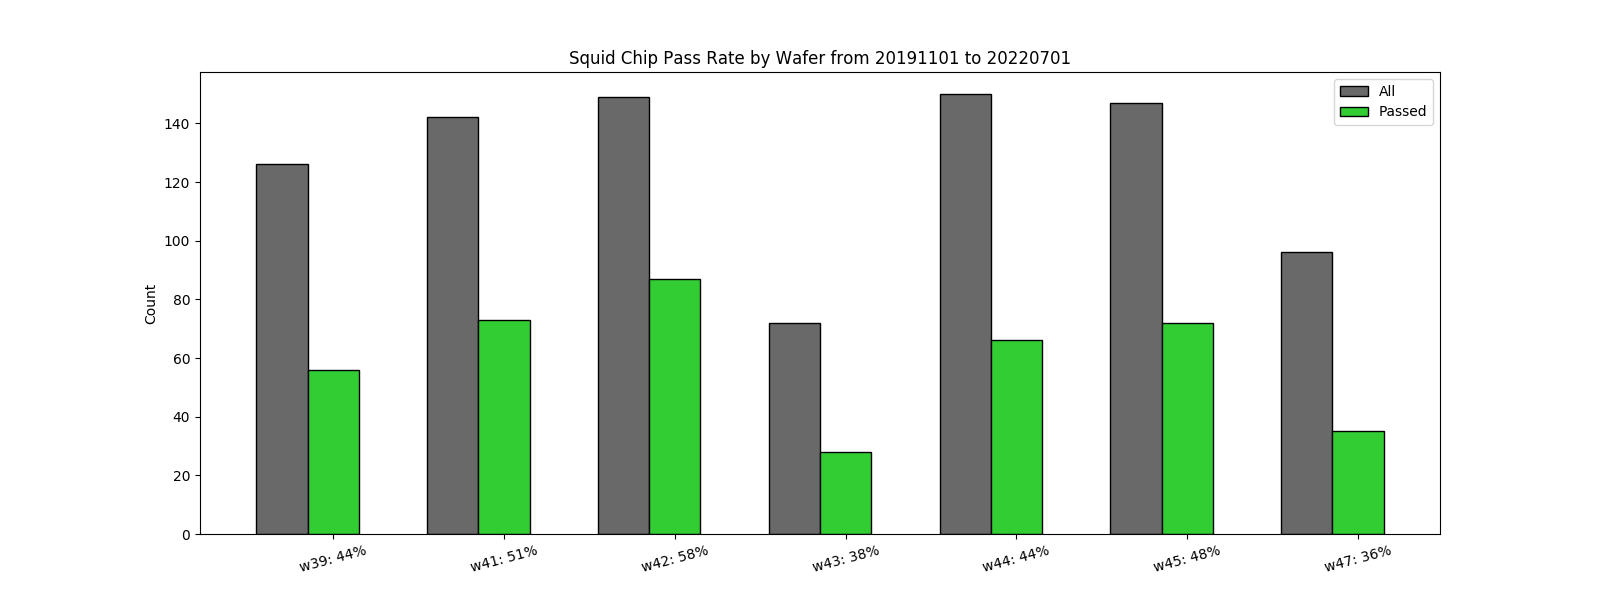 Squid Chip Pass Rate by Wafer from 20191101 to 20220701
All
Passed
140
120
100
80
60
40
20
0
Count
w39: 44%
w41: 51%
w42: 58%
w43: 38%
w44: 44%
w45: 48%
w47: 36%